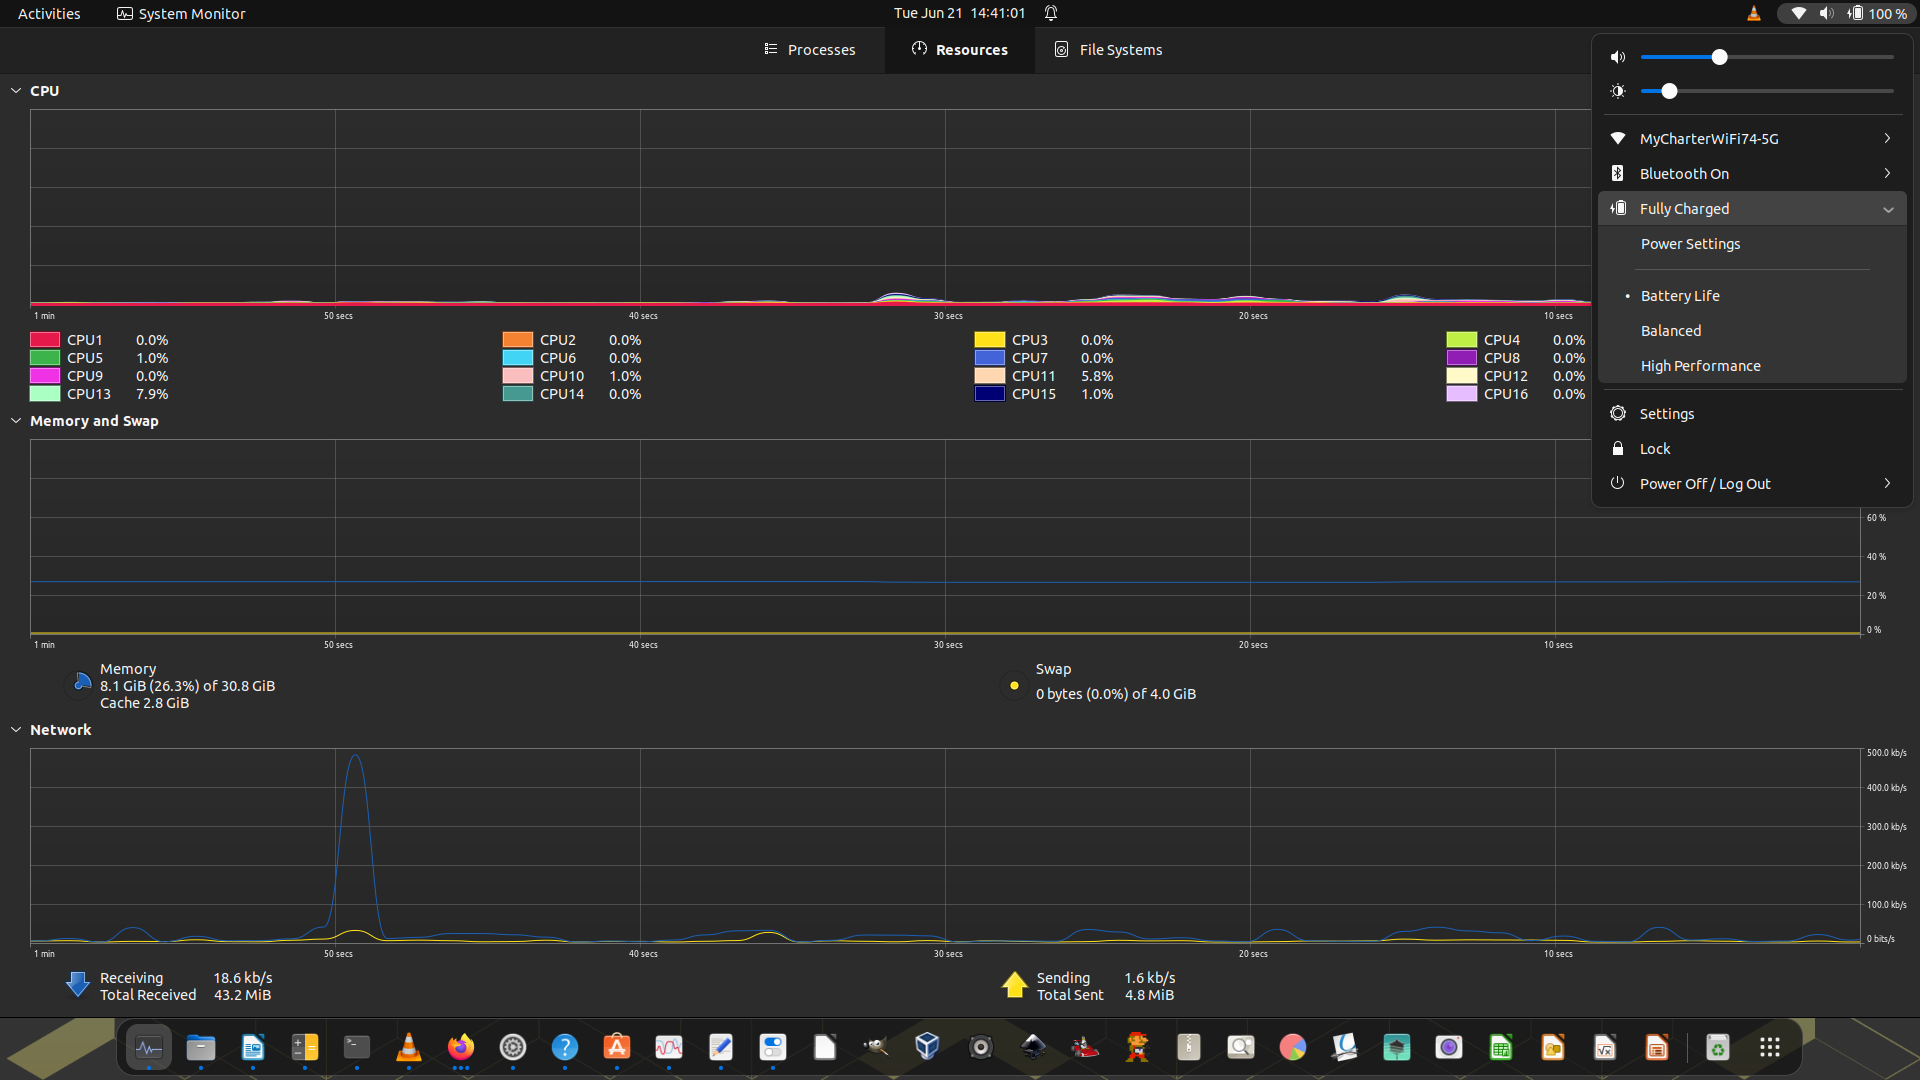 Activities System Monitor Tue Jun 21 14:41:01 100 %
Processes Resources File Systems
CPU
1 min 50 secs 40 secs 30 secs 20 secs 10 secs
CPU1 0.0% CPU2 0.0% CPU3 0.0% CPU4 0.0%
CPU5 1.0% CPU6 0.0% CPU7 0.0% CPU8 0.0%
CPU9 0.0% CPU10 1.0% CPU11 5.8% CPU12 0.0%
CPU13 7.9% CPU14 0.0% CPU15 1.0% CPU16 0.0%
MyCharterWiFi74-5G
Bluetooth On
Fully Charged
Power Settings
Battery Life
Balanced
High Performance
Settings
Lock
Power Off / Log Out
Memory and Swap
60 %
40 %
20 %
0 %
1 min 50 secs 40 secs 30 secs 20 secs 10 secs
Memory
8.1 GiB (26.3%) of 30.8 GiB
Cache 2.8 GiB
Swap
0 bytes (0.0%) of 4.0 GiB
Network
500.0 kb/s
400.0 kb/s
300.0 kb/s
200.0 kb/s
100.0 kb/s
0 bits/s
1 min 50 secs 40 secs 30 secs 20 secs 10 secs
Receiving 18.6 kb/s
Total Received 43.2 MiB
Sending 1.6 kb/s
Total Sent 4.8 MiB